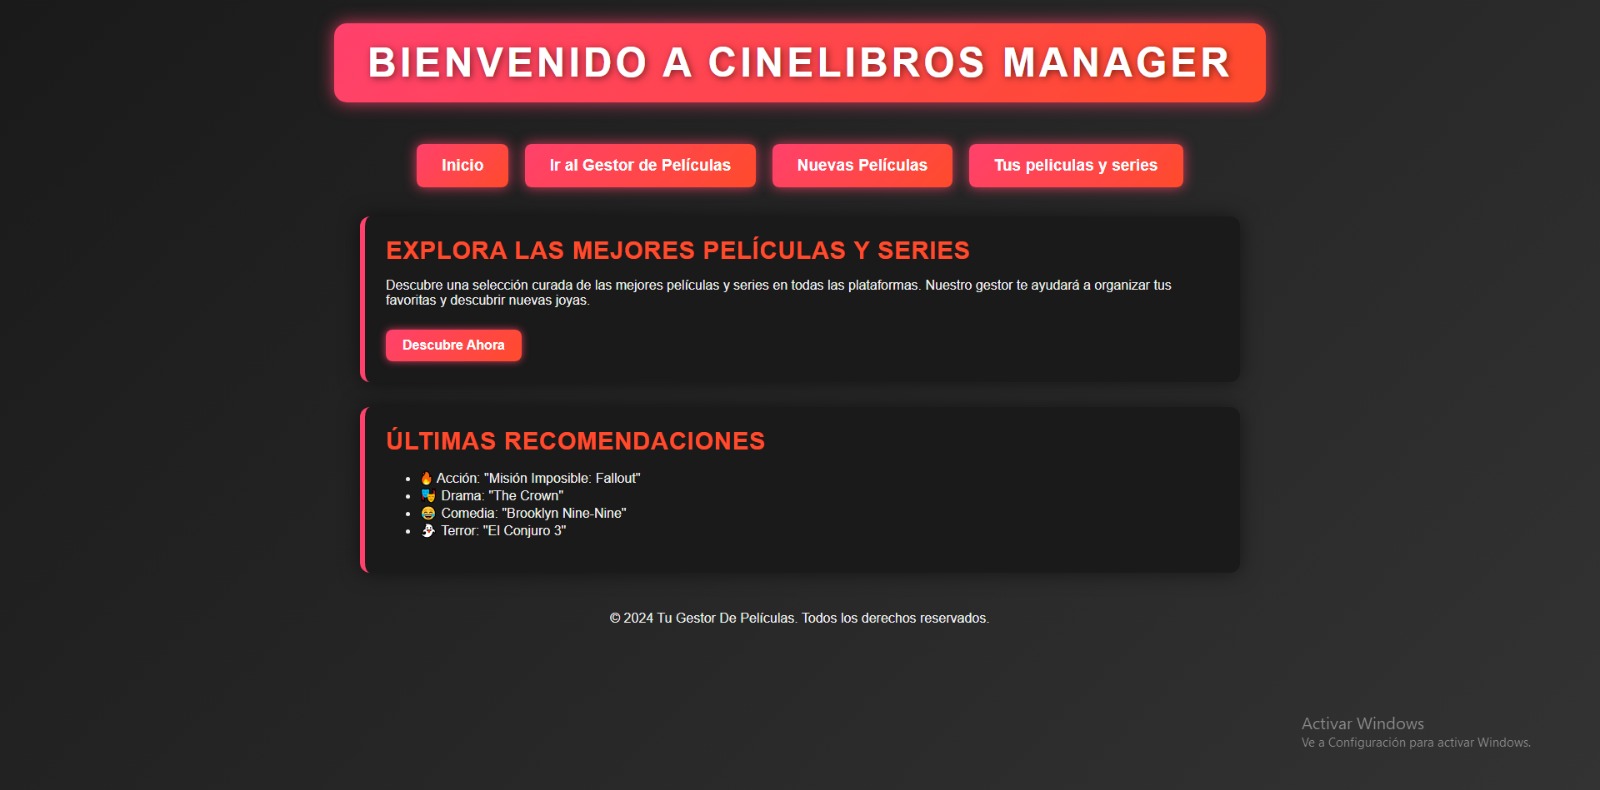 BIENVENIDO A CINELIBROS MANAGER
Inicio
Ir al Gestor de Películas
Nuevas Películas
Tus peliculas y series
EXPLORA LAS MEJORES PELÍCULAS Y SERIES
Descubre una selección curada de las mejores películas y series en todas las plataformas. Nuestro gestor te ayudará a organizar tus
favoritas y descubrir nuevas joyas.
Descubre Ahora
ÚLTIMAS RECOMENDACIONES
• 🔥 Acción: "Misión Imposible: Fallout"
• 🎭 Drama: "The Crown"
• 😂 Comedia: "Brooklyn Nine-Nine"
• 👻 Terror: "El Conjuro 3"
© 2024 Tu Gestor De Películas. Todos los derechos reservados.
Activar Windows
Ve a Configuración para activar Windows.